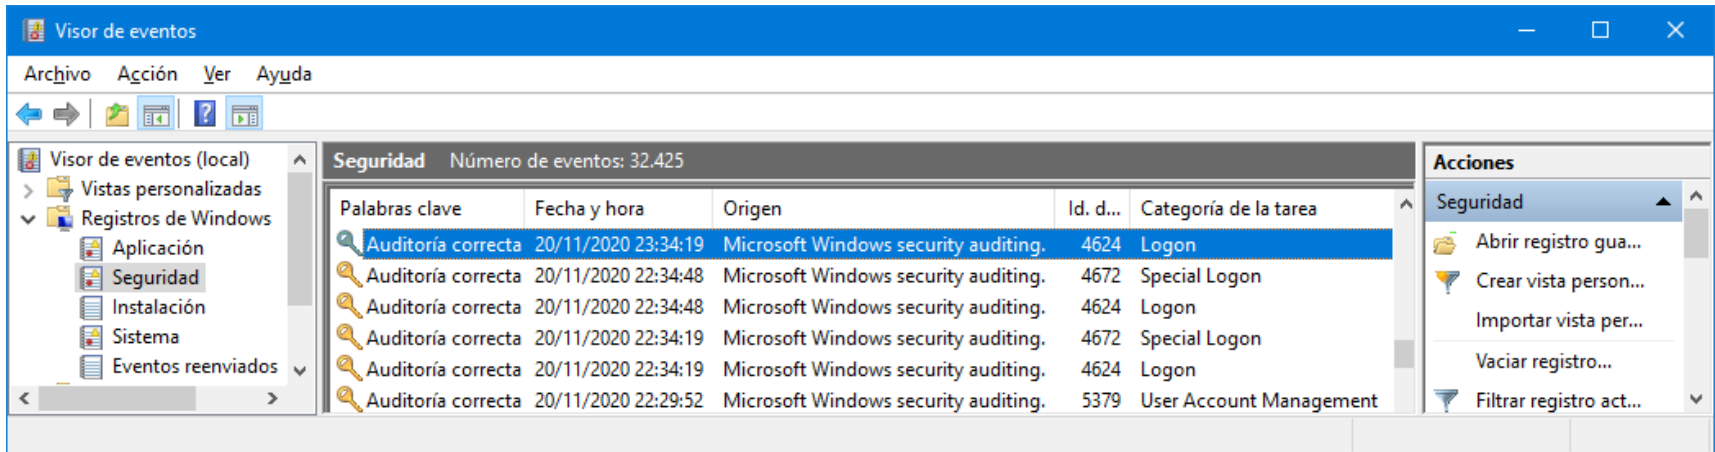 Visor de eventos
Archivo Acción Ver Ayuda
Visor de eventos (local)
Vistas personalizadas
Registros de Windows
Aplicación
Seguridad
Instalación
Sistema
Eventos reenviados
Seguridad Número de eventos: 32.425
Palabras clave Fecha y hora Origen Id. d... Categoría de la tarea
Auditoría correcta 20/11/2020 23:34:19 Microsoft Windows security auditing. 4624 Logon
Auditoría correcta 20/11/2020 22:34:48 Microsoft Windows security auditing. 4672 Special Logon
Auditoría correcta 20/11/2020 22:34:48 Microsoft Windows security auditing. 4624 Logon
Auditoría correcta 20/11/2020 22:34:19 Microsoft Windows security auditing. 4672 Special Logon
Auditoría correcta 20/11/2020 22:34:19 Microsoft Windows security auditing. 4624 Logon
Auditoría correcta 20/11/2020 22:29:52 Microsoft Windows security auditing. 5379 User Account Management
Acciones
Seguridad
Abrir registro gua...
Crear vista person...
Importar vista per...
Vaciar registro...
Filtrar registro act...